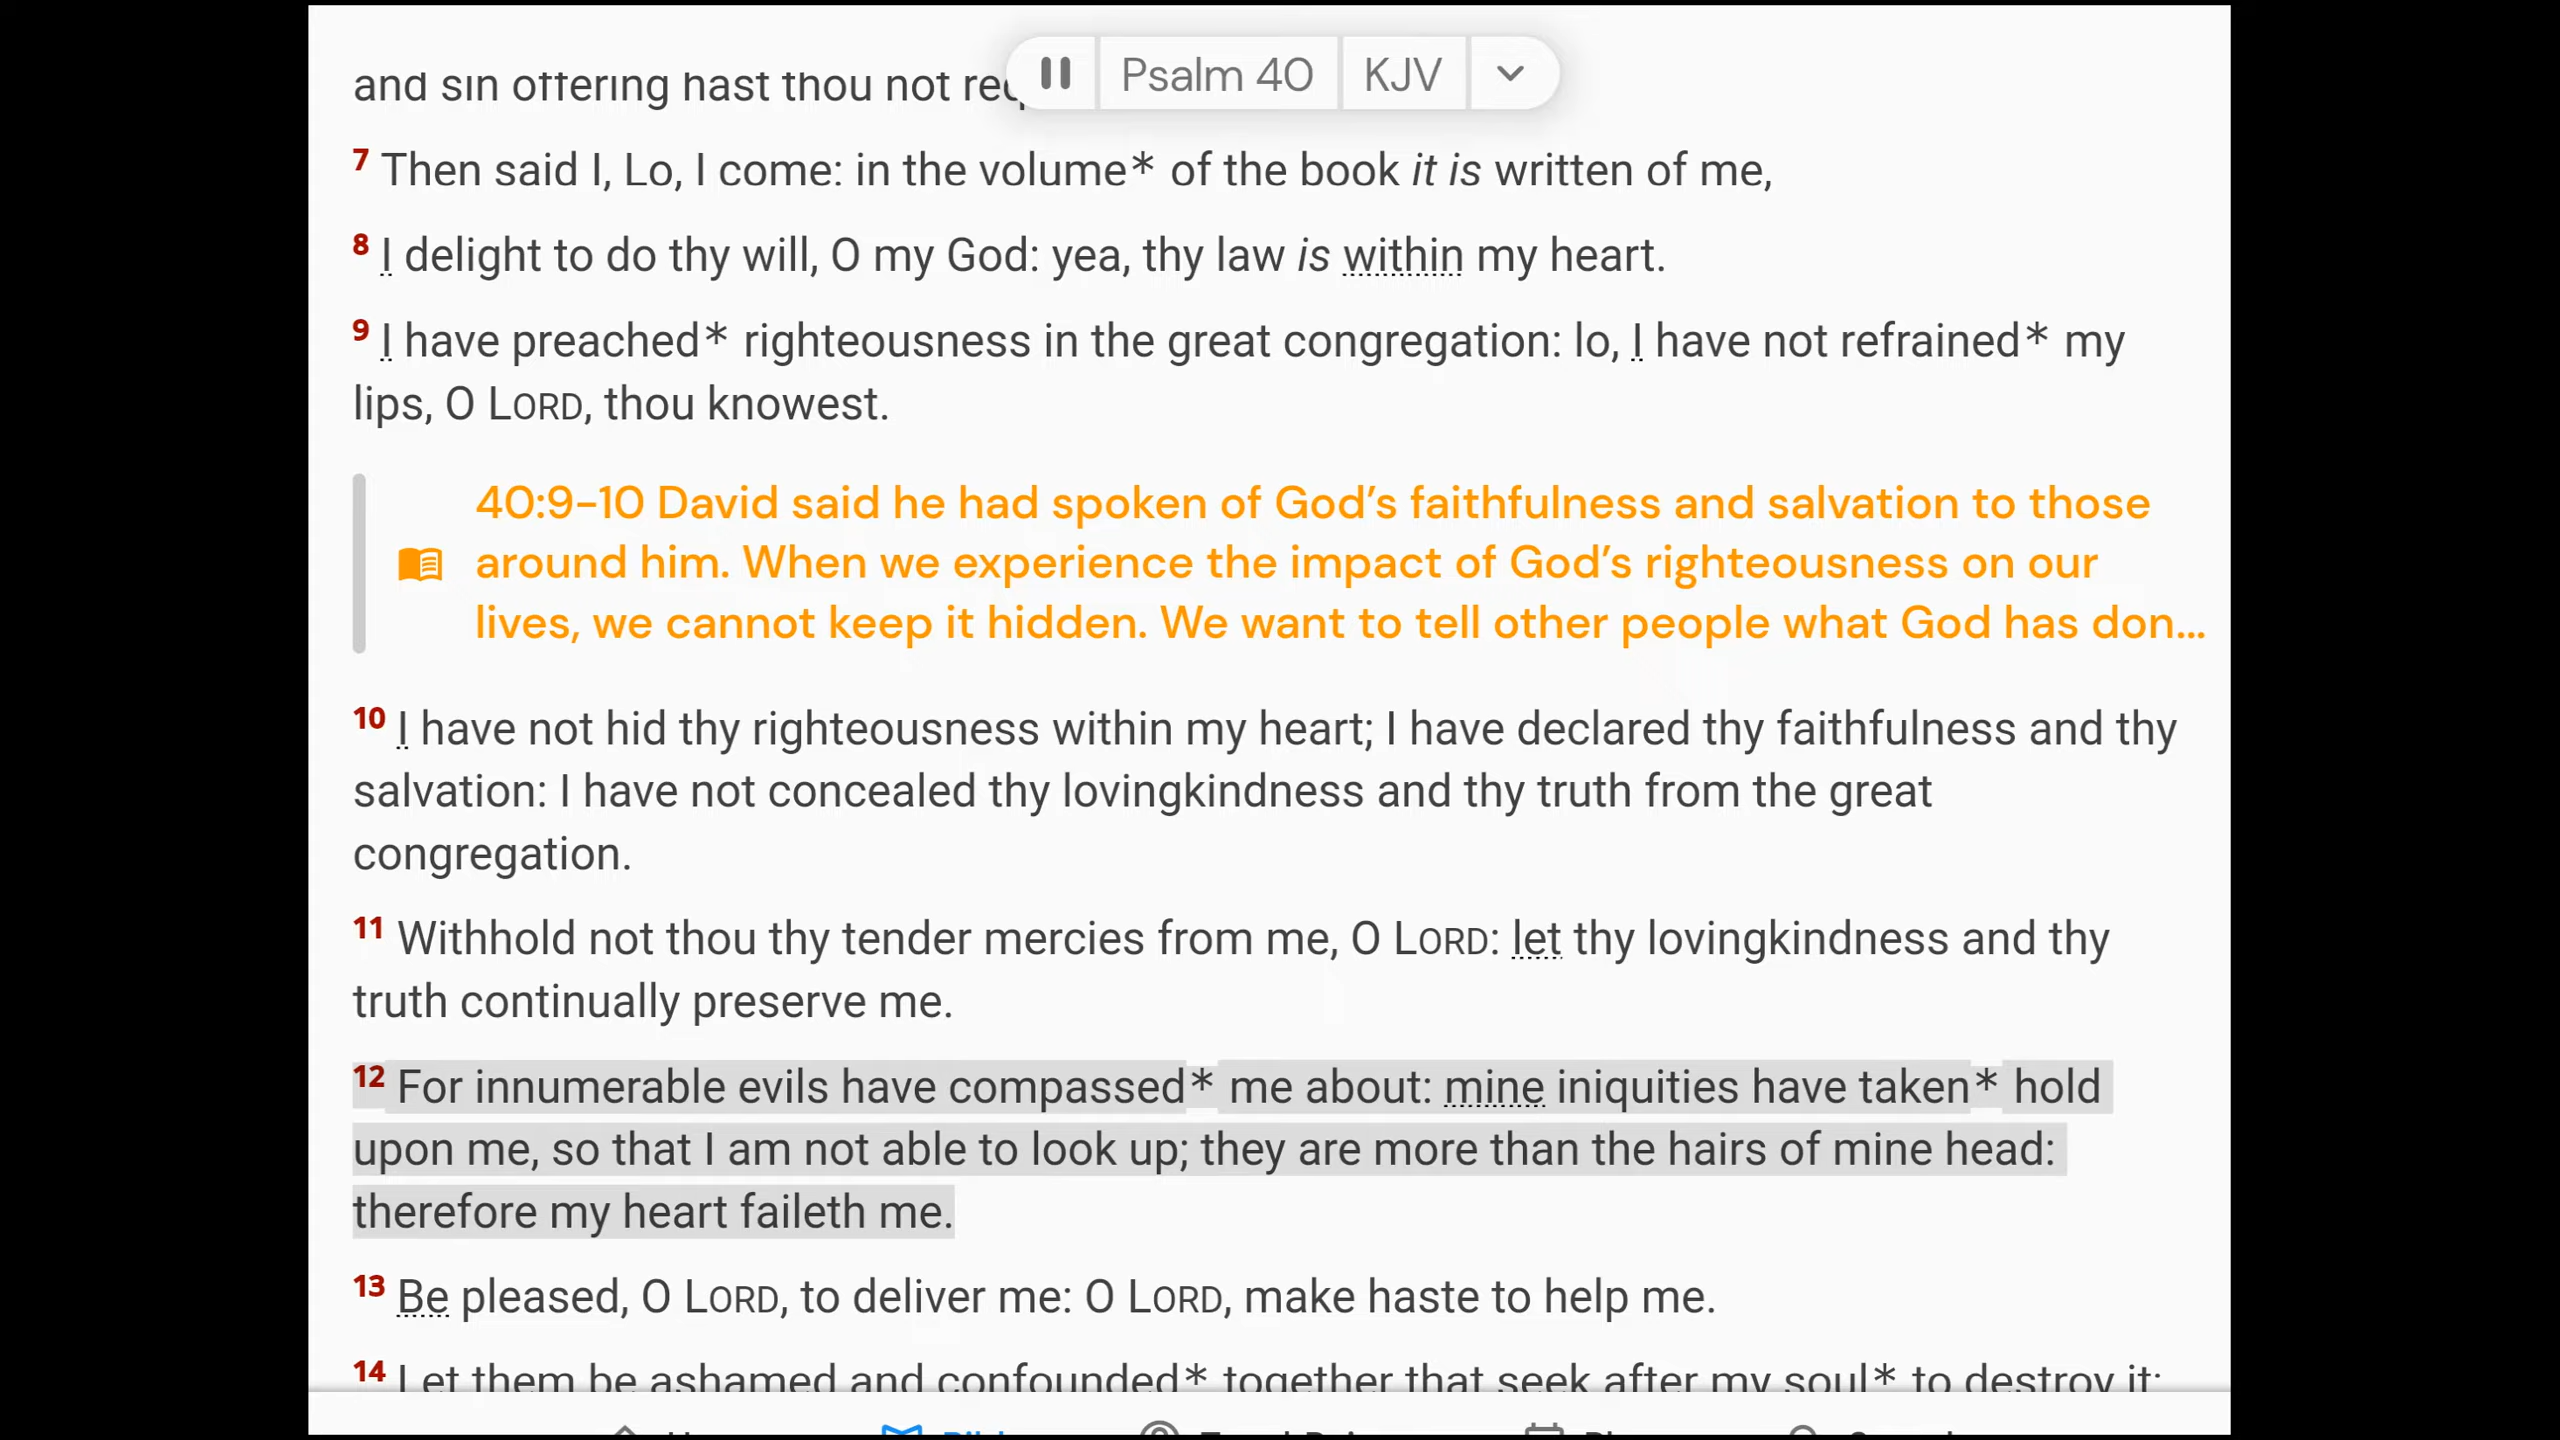 and sin offering hast thou not
Psalm 40 KJV
7 Then said I, Lo, I come: in the volume* of the book it is written of me,
8 I delight to do thy will, O my God: yea, thy law is within my heart.
9 I have preached* righteousness in the great congregation: lo, I have not refrained* my
lips, O LORD, thou knowest.
40:9-10 David said he had spoken of God's faithfulness and salvation to those
around him. When we experience the impact of God's righteousness on our
lives, we cannot keep it hidden. We want to tell other people what God has don...
10 I have not hid thy righteousness within my heart; I have declared thy faithfulness and thy
salvation: I have not concealed thy lovingkindness and thy truth from the great
congregation.
11 Withhold not thou thy tender mercies from me, O LORD: let thy lovingkindness and thy
truth continually preserve me.
12 For innumerable evils have compassed* me about: mine iniquities have taken* hold
upon me, so that I am not able to look up; they are more than the hairs of mine head:
therefore my heart faileth me.
13 Be pleased, O LORD, to deliver me: O LORD, make haste to help me.
14 Let them be ashamed and confounded* together that seek after my soul* to destroy it;